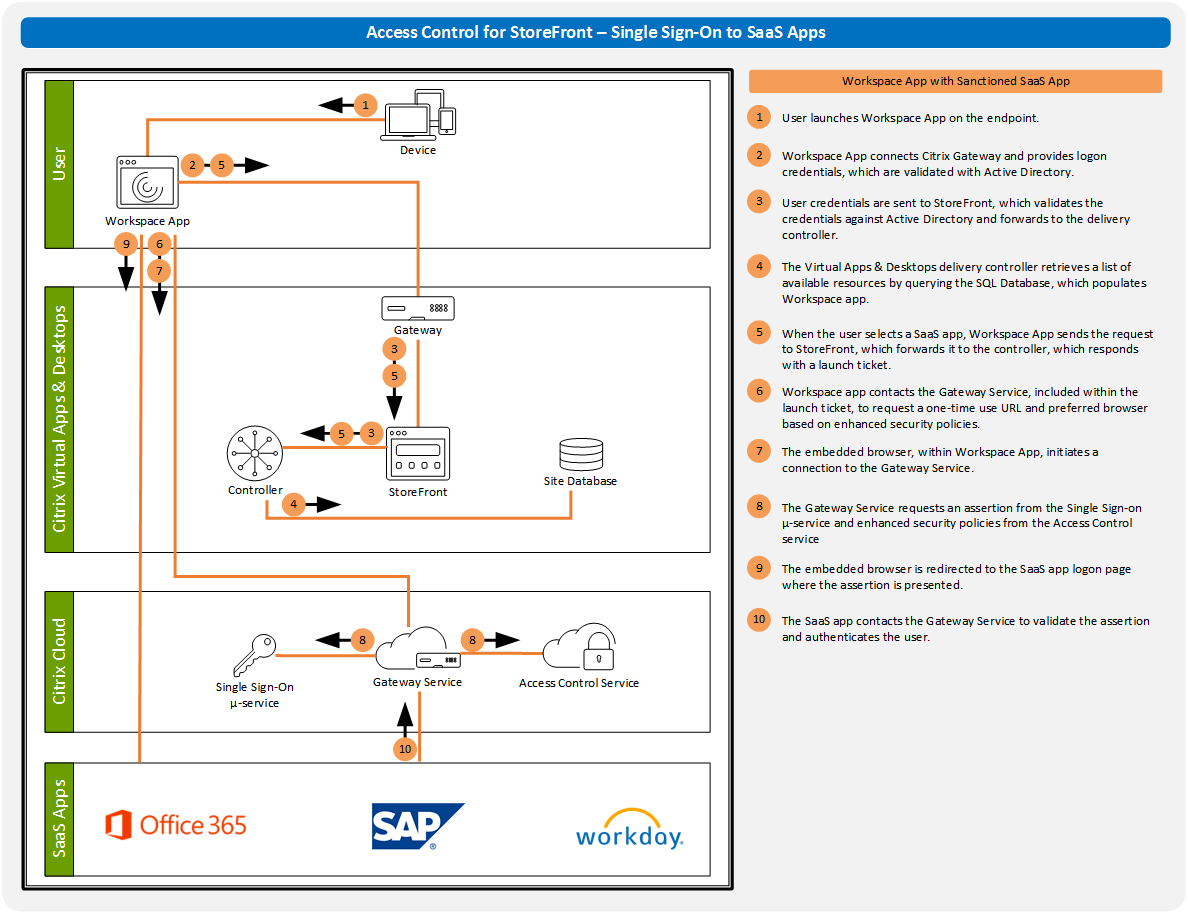 Access Control for StoreFront – Single Sign-On to SaaS Apps
User
1
Device
2
5
Workspace App
9
6
7
Citrix Virtual Apps & Desktops
Gateway
3
5
5
3
Controller
StoreFront
Site Database
4
Citrix Cloud
8
8
Single Sign-On
µ-service
Gateway Service
Access Control Service
10
SaaS Apps
Office 365
SAP®
workday.
Workspace App with Sanctioned SaaS App
1 User launches Workspace App on the endpoint.
2 Workspace App connects Citrix Gateway and provides logon
credentials, which are validated with Active Directory.
3 User credentials are sent to StoreFront, which validates the
credentials against Active Directory and forwards to the delivery
controller.
4 The Virtual Apps & Desktops delivery controller retrieves a list of
available resources by querying the SQL Database, which populates
Workspace app.
5 When the user selects a SaaS app, Workspace App sends the request
to StoreFront, which forwards it to the controller, which responds
with a launch ticket.
6 Workspace app contacts the Gateway Service, included within the
launch ticket, to request a one-time use URL and preferred browser
based on enhanced security policies.
7 The embedded browser, within Workspace App, initiates a
connection to the Gateway Service.
8 The Gateway Service requests an assertion from the Single Sign-on
µ-service and enhanced security policies from the Access Control
service
9 The embedded browser is redirected to the SaaS app logon page
where the assertion is presented.
10 The SaaS app contacts the Gateway Service to validate the assertion
and authenticates the user.